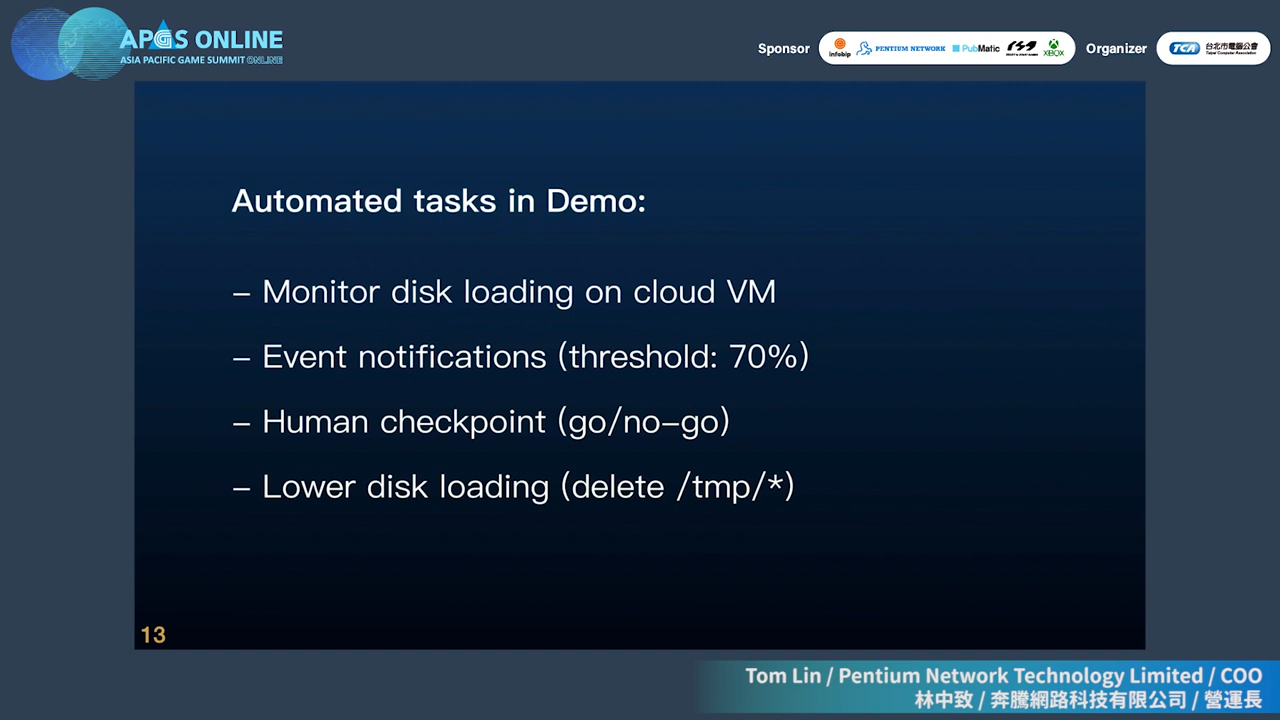 APGS ONLINE
ASIA PACIFIC GAME SUMMIT ONLINE
Sponsor
infobip
PENTIUM NETWORK
PubMatic
XBOX
Organizer
TCA
台北市電腦公會
Taipei Computer Association
Automated tasks in Demo:
– Monitor disk loading on cloud VM
– Event notifications (threshold: 70%)
– Human checkpoint (go/no–go)
– Lower disk loading (delete /tmp/*)
13
Tom Lin / Pentium Network Technology Limited / COO
林中致 / 奔騰網路科技有限公司 / 營運長